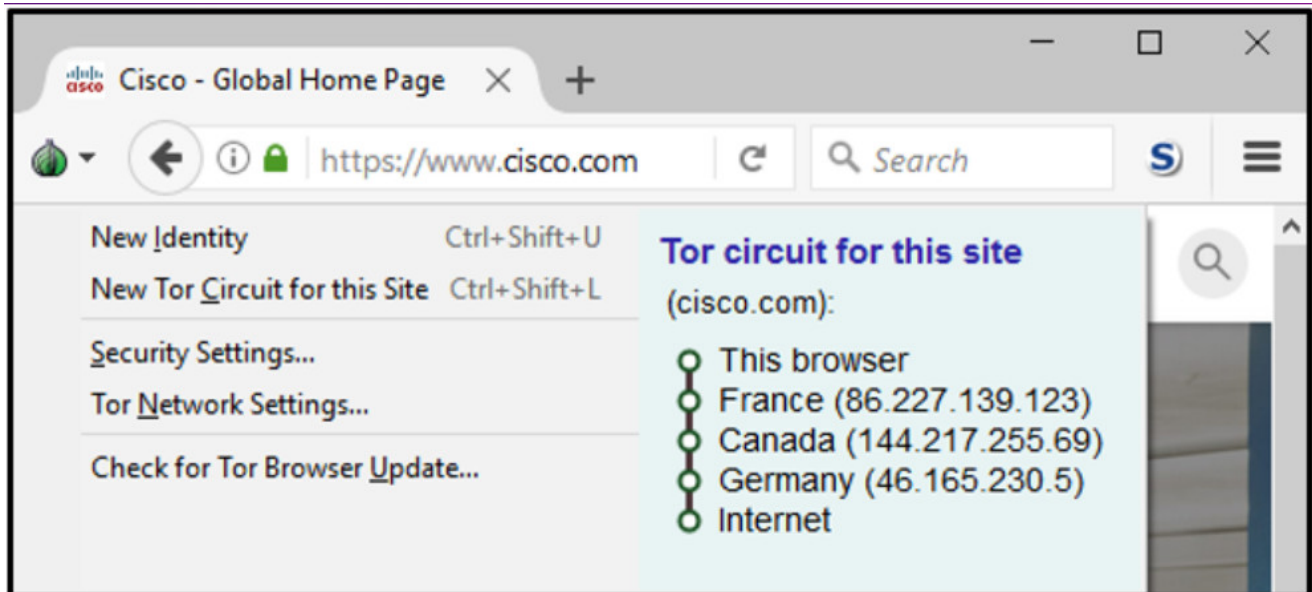 Cisco - Global Home Page
cisco
https://www.cisco.com
Search
S
New Identity Ctrl+Shift+U
New Tor Circuit for this Site Ctrl+Shift+L
Security Settings...
Tor Network Settings...
Check for Tor Browser Update...
Tor circuit for this site
(cisco.com):
This browser
France (86.227.139.123)
Canada (144.217.255.69)
Germany (46.165.230.5)
Internet